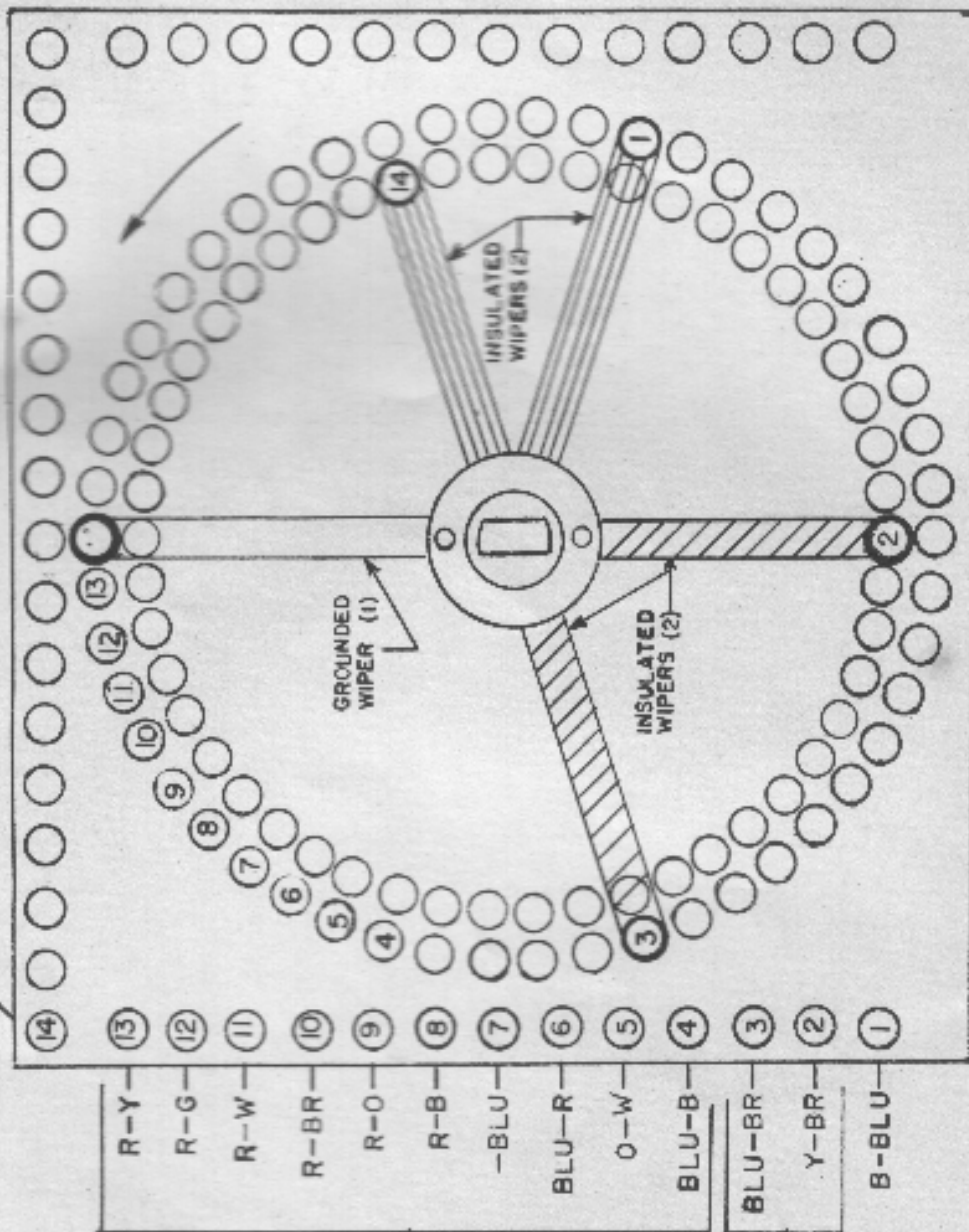 14
13
12
11
10
9
8
7
6
5
4
3
2
1
R-Y
R-G
R-W
R-BR
R-O
R-B
-BLU
BLU-R
O-W
BLU-B
BLU-BR
Y-BR
B-BLU
13
12
11
10
9
8
7
6
5
4
3
2
1
14
GROUNDED
WIPER (1)
INSULATED
WIPERS (2)
INSULATED
WIPERS (2)